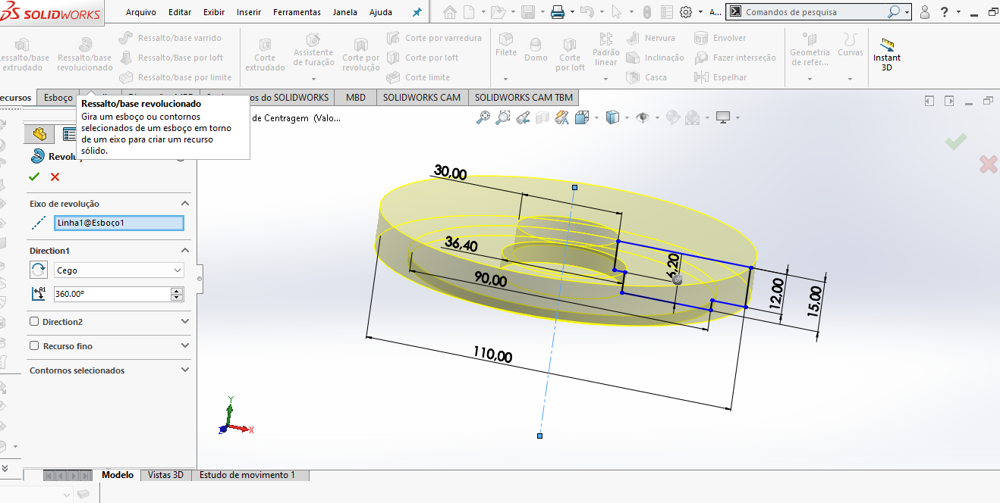 SOLIDWORKS
Arquivo Editar Exibir Inserir Ferramentas Janela Ajuda
A...
Comandos de pesquisa
?
Ressalto/base varrido
Ressalto/Base por loft
Ressalto/base por limite
essalto/base
extrudado
Ressalto/base
revolucionado
Corte
extrudado
Assistente
de furação
Corte por
revolução
Corte por varredura
Corte por loft
Corte limite
Filete
Domo
Corte
por loft
Padrão
linear
Nervura
Inclinação
Casca
Envolver
Fazer interseção
Espelhar
Geometria
de refer...
Curvas
Instant
3D
ecursos
Esboço
os do SOLIDWORKS
MBD
SOLIDWORKS CAM
SOLIDWORKS CAM TBM
Ressalto/base revolucionado
Gira um esboço ou contornos
selecionados de um esboço em torno
de um eixo para criar um recurso
sólido.
de Centragem (Valo...
Revolu
Eixo de revolução
Linha1@Esboço1
Direction1
Cego
360.00º
Direction2
Recurso fino
Contornos selecionados
30,00
36,40
90,00
6,20
12,00
15,00
110,00
Y
X
Z
Modelo
Vistas 3D
Estudo de movimento 1